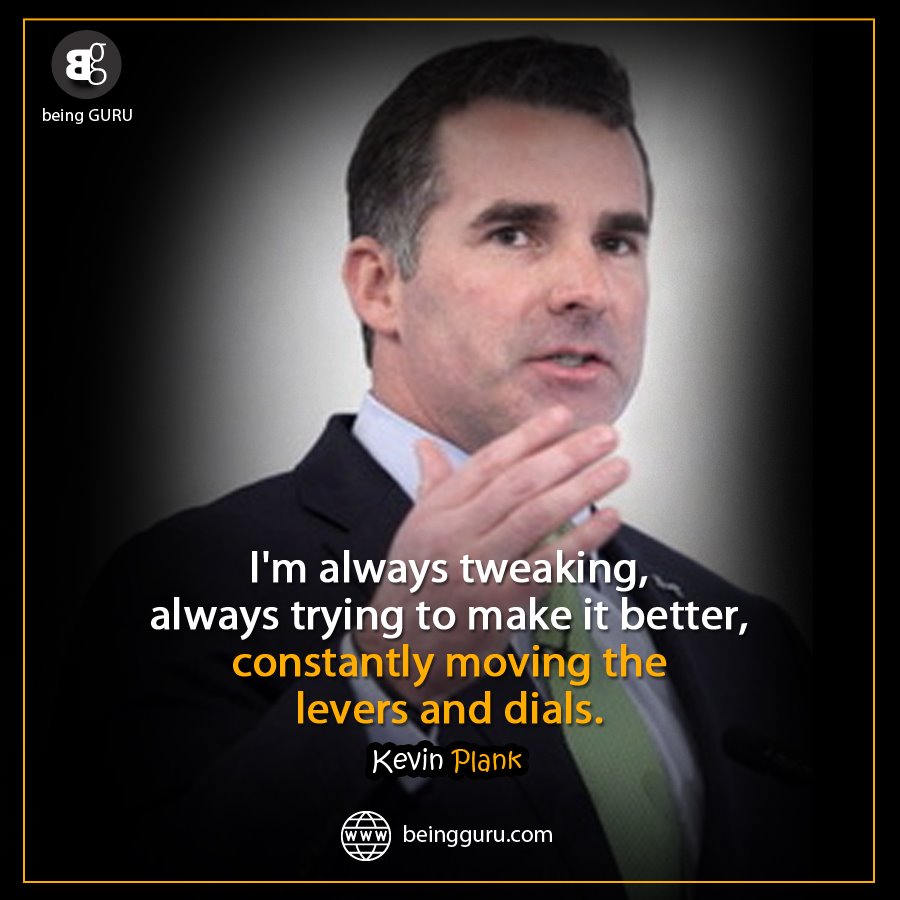 Bg
being GURU
I'm always tweaking,
always trying to make it better,
constantly moving the
levers and dials.
Kevin Plank
www beingguru.com